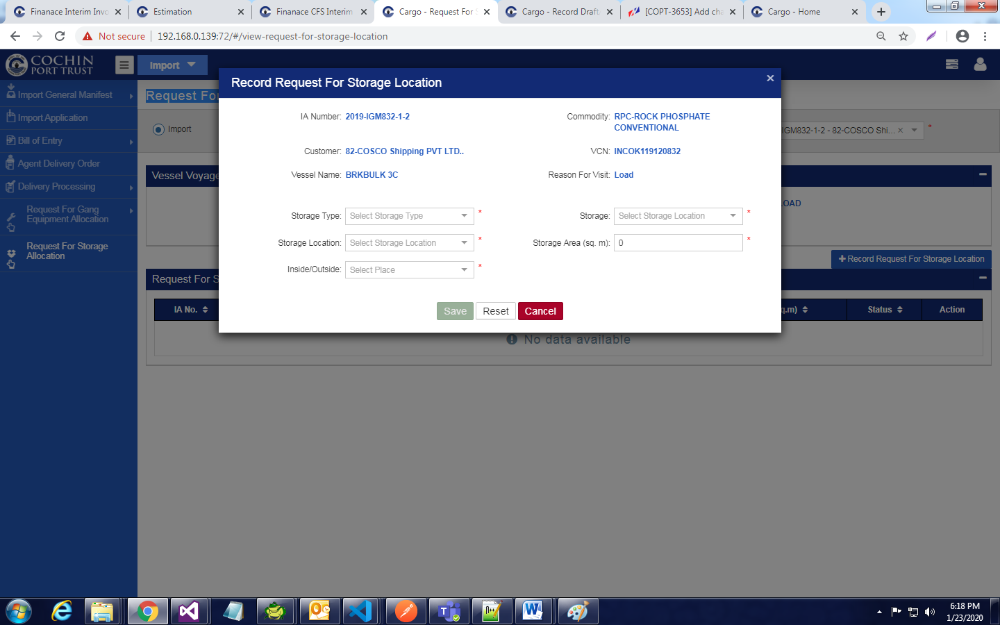 Finanace Interim Invo
Estimation
Finanace CFS Interim
Cargo - Request For S
Cargo - Record Draft
[COPT-3653] Add cha
Cargo - Home
Not secure
192.168.0.139:72/#/view-request-for-storage-location
COCHIN
PORT TRUST
Import
Record Request For Storage Location
Import General Manifest
Import Application
Bill of Entry
Agent Delivery Order
Delivery Processing
Request For Gang
Equipment Allocation
Request For Storage
Allocation
Request For
Import
IGM832-1-2 - 82-COSCO Shi...
*
Vessel Voyage
OAD
Record Request For Storage Location
Request For S
IA No.
q.m)
Status
Action
No data available
IA Number: 2019-IGM832-1-2
Commodity: RPC-ROCK PHOSPHATE
CONVENTIONAL
Customer: 82-COSCO Shipping PVT LTD..
VCN: INCOK119120832
Vessel Name: BRKBULK 3C
Reason For Visit: Load
Storage Type: Select Storage Type *
Storage: Select Storage Location *
Storage Location: Select Storage Location *
Storage Area (sq. m): 0 *
Inside/Outside: Select Place *
Save
Reset
Cancel
6:18 PM
1/23/2020